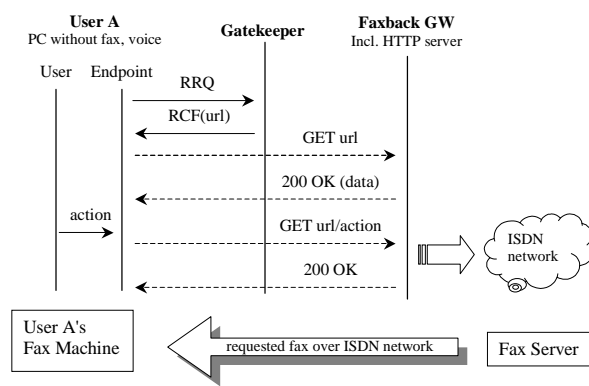 User A
PC without fax, voice
Gatekeeper
Faxback GW
Incl. HTTP server
User
Endpoint
RRQ
RCF(url)
GET url
200 OK (data)
action
GET url/action
ISDN
network
200 OK
User A's
Fax Machine
requested fax over ISDN network
Fax Server